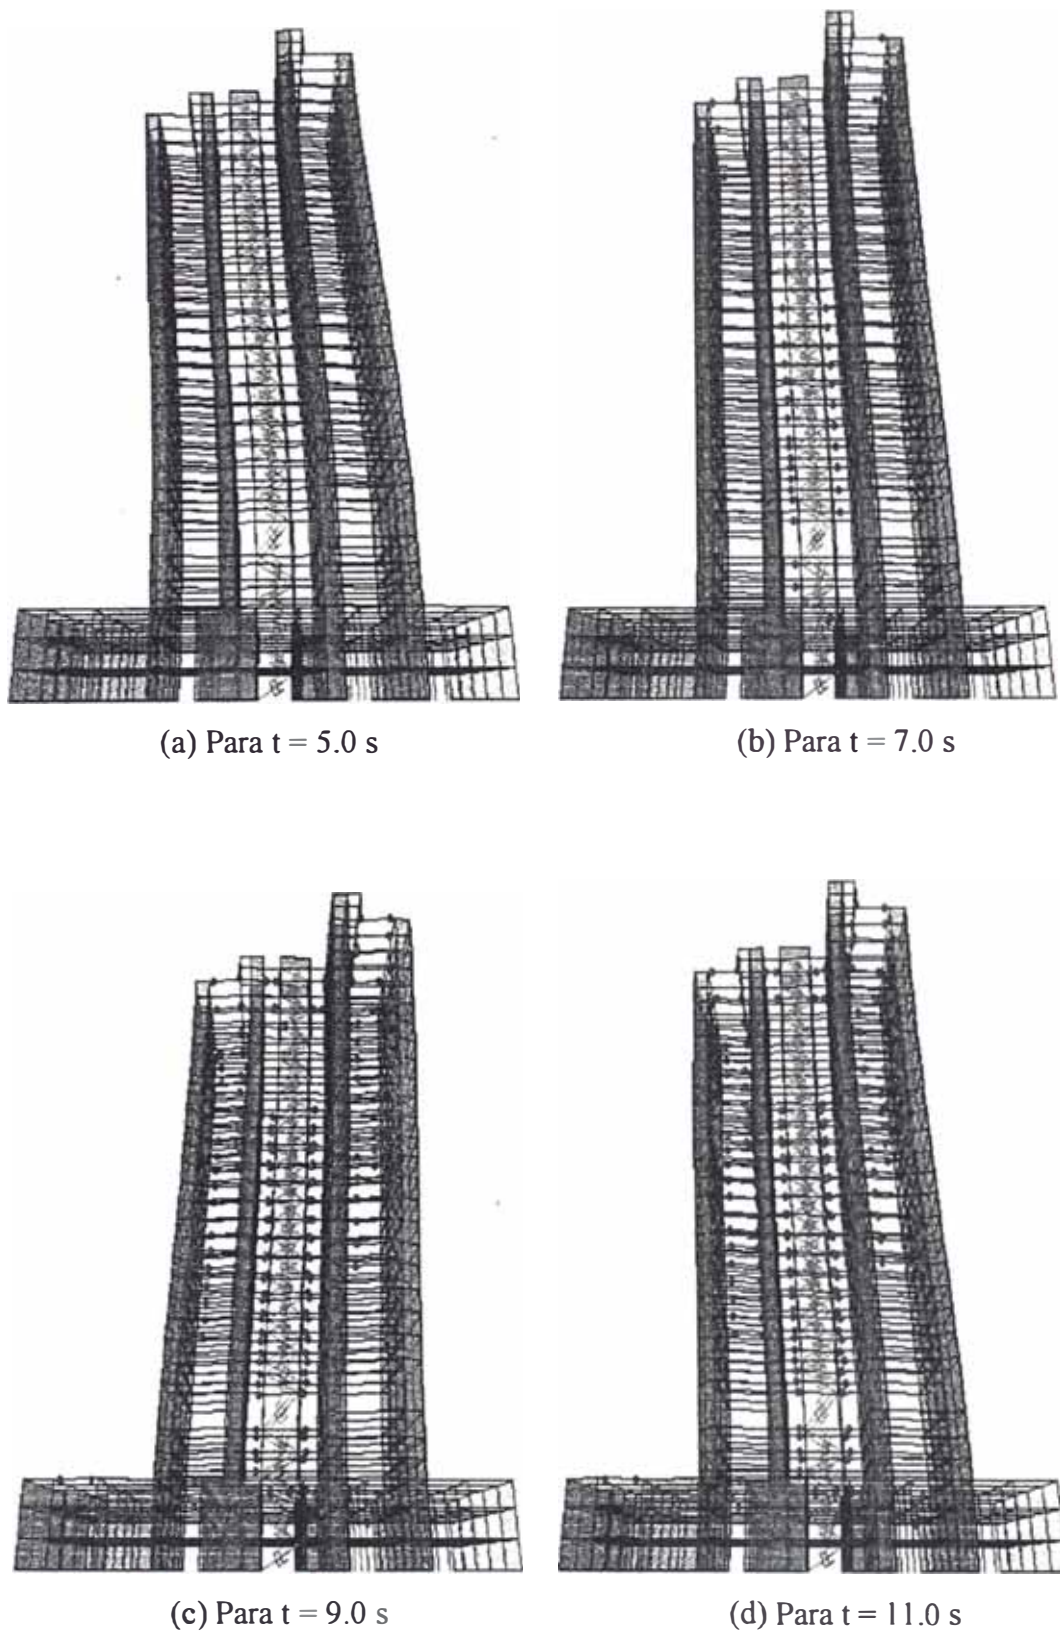 (a) Para t = 5.0 s
(b) Para t = 7.0 s
(c) Para t = 9.0 s
(d) Para t = 11.0 s